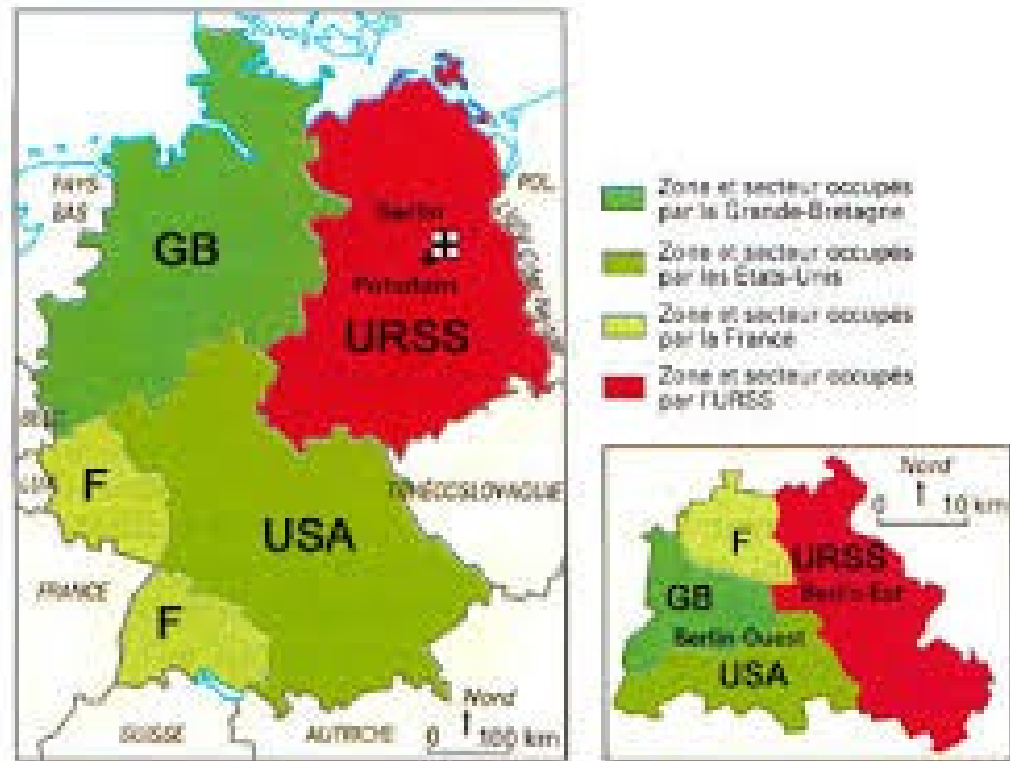 PAYS-
BAS
GB
Berlin
Potsdam
URSS
POL.
F
USA
TCHÉCOSLOVAQUIE
FRANCE
F
SUISSE
AUTRICHE
Nord
0 100 km
Zone et secteur occupés
par la Grande-Bretagne
Zone et secteur occupés
par les États-Unis
Zone et secteur occupés
par la France
Zone et secteur occupés
par l'URSS
Nord
0 10 km
F
URSS
Berlin-Est
GB
Berlin-Ouest
USA